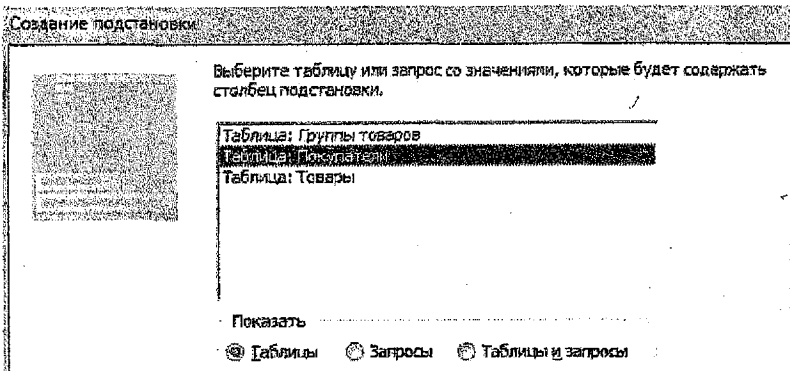 Создание подстановки
Выберите таблицу или запрос со значениями, которые будет содержать
столбец подстановки.
Таблица: Группы товаров
Таблица: Покупатели
Таблица: Товары
Показать
Таблицы Запросы Таблицы и запросы